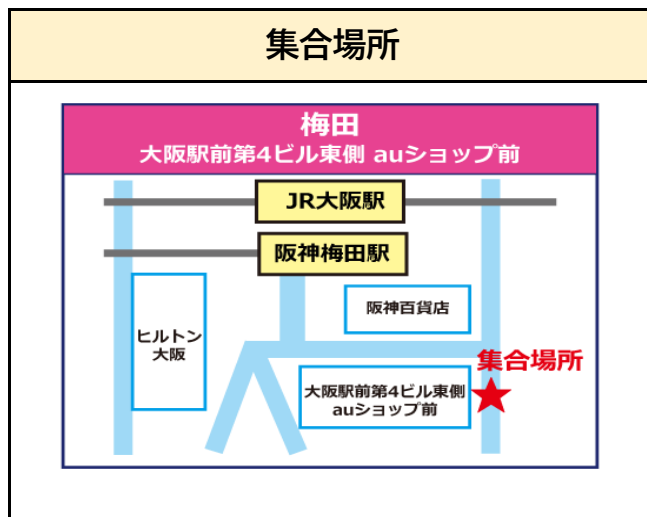 集合場所
梅田
大阪駅前第4ビル東側 auショップ前
JR大阪駅
阪神梅田駅
阪神百貨店
ヒルトン
大阪
集合場所
大阪駅前第4ビル東側
auショップ前